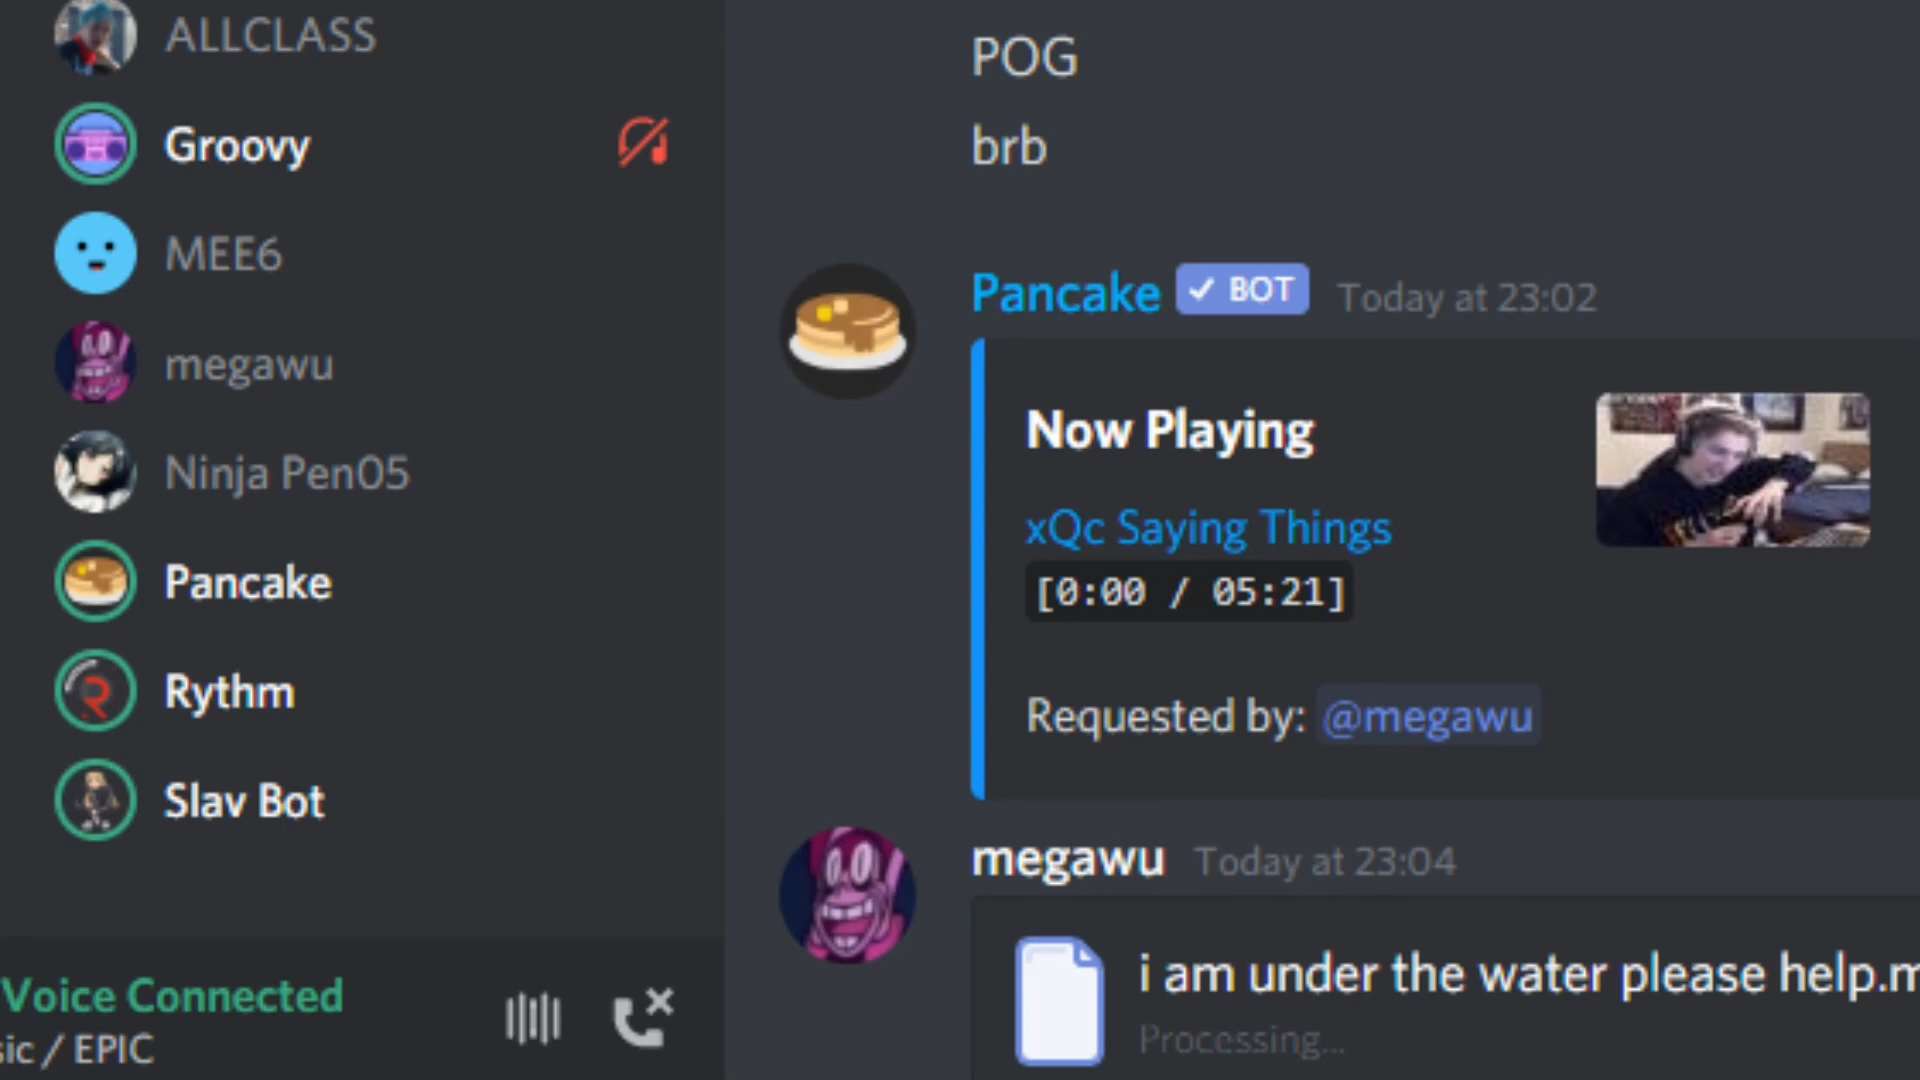 ALLCLASS
Groovy
MEE6
megawu
Ninja Pen05
Pancake
Rythm
Slav Bot
Voice Connected
sic / EPIC
POG
brb
Pancake ✓ BOT Today at 23:02
Now Playing
xQc Saying Things
[0:00 / 05:21]
Requested by: @megawu
megawu Today at 23:04
i am under the water please help.m
Processing...